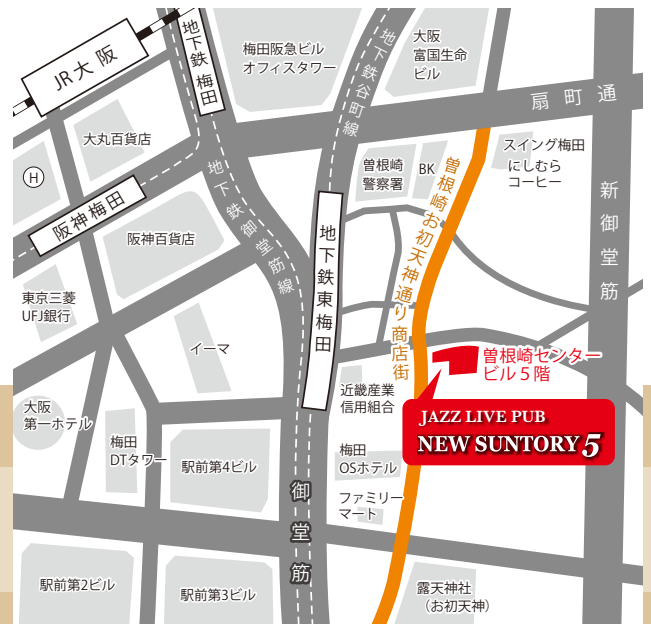 JR大阪
地下鉄梅田
梅田阪急ビル
オフィスタワー
地下鉄谷町線
大阪
富国生命
ビル
扇町通
大丸百貨店
H
阪神梅田
阪神百貨店
地下鉄御堂筋線
曽根崎
警察署
BK
曽根崎お初天神通り商店街
スイング梅田
にしむら
コーヒー
新御堂筋
地下鉄東梅田
東京三菱
UFJ銀行
イーマ
曽根崎センター
ビル5階
近畿産業
信用組合
JAZZ LIVE PUB
NEW SUNTORY 5
大阪
第一ホテル
梅田
DTタワー
駅前第4ビル
梅田
OSホテル
ファミリー
マート
御堂筋
駅前第2ビル
駅前第3ビル
露天神社
（お初天神）